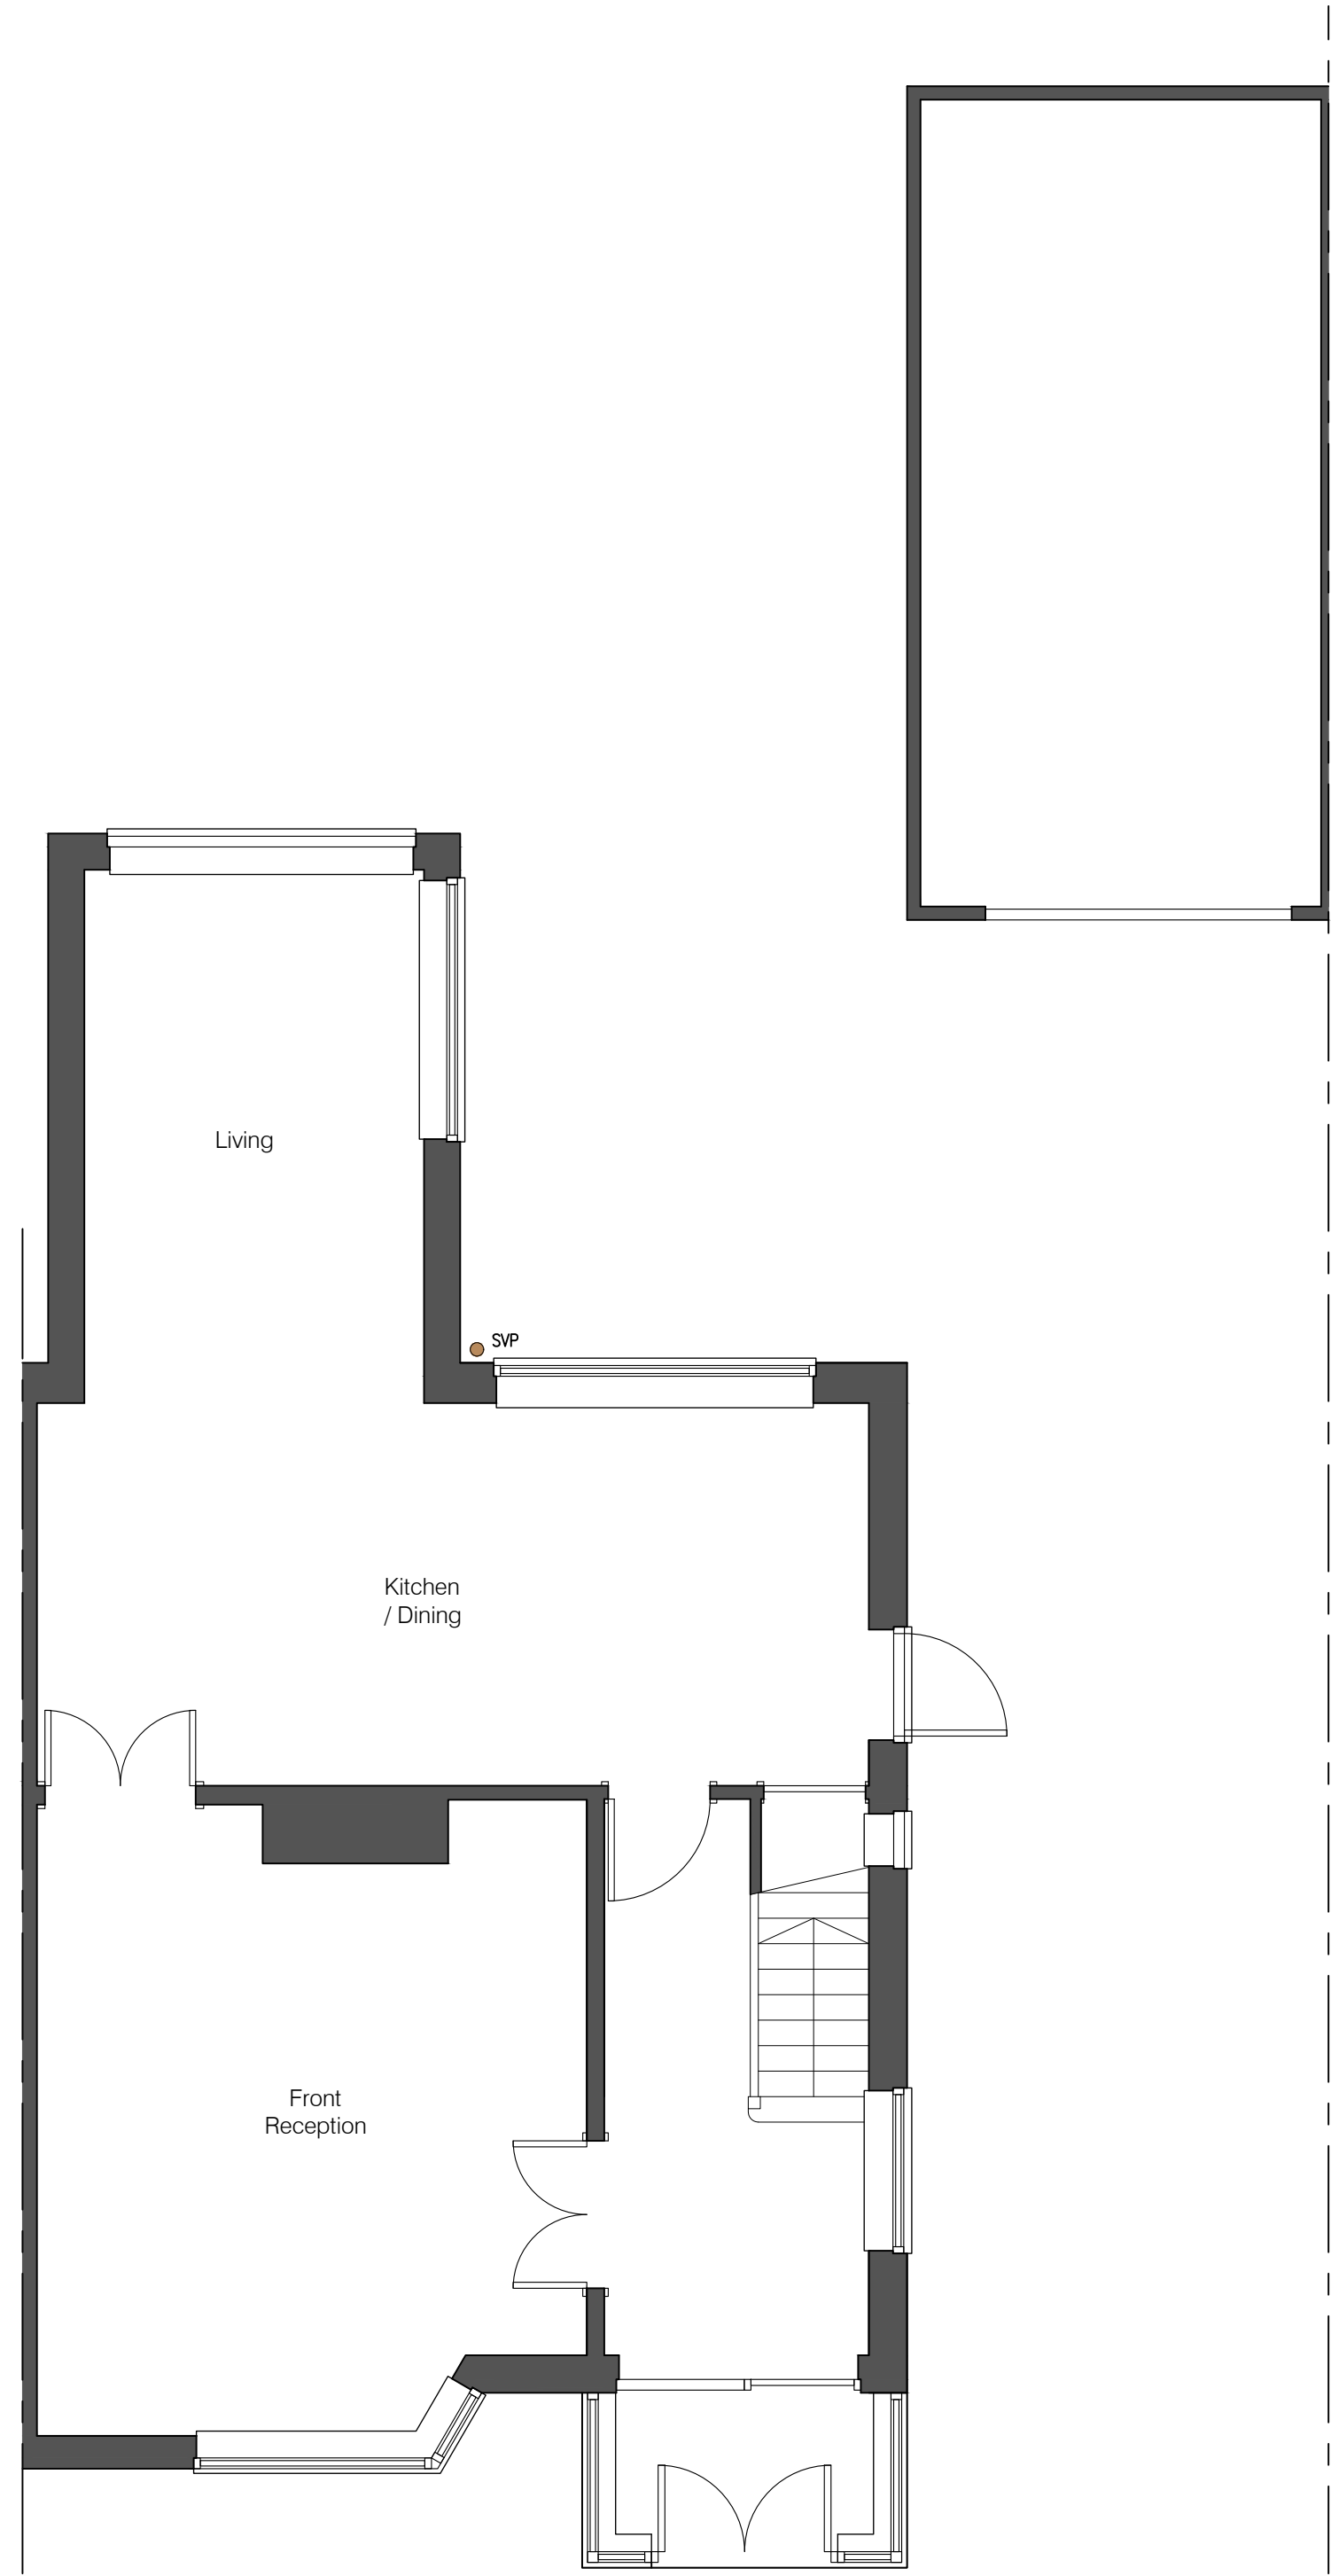 Living
SVP
Kitchen
/ Dining
Front
Reception